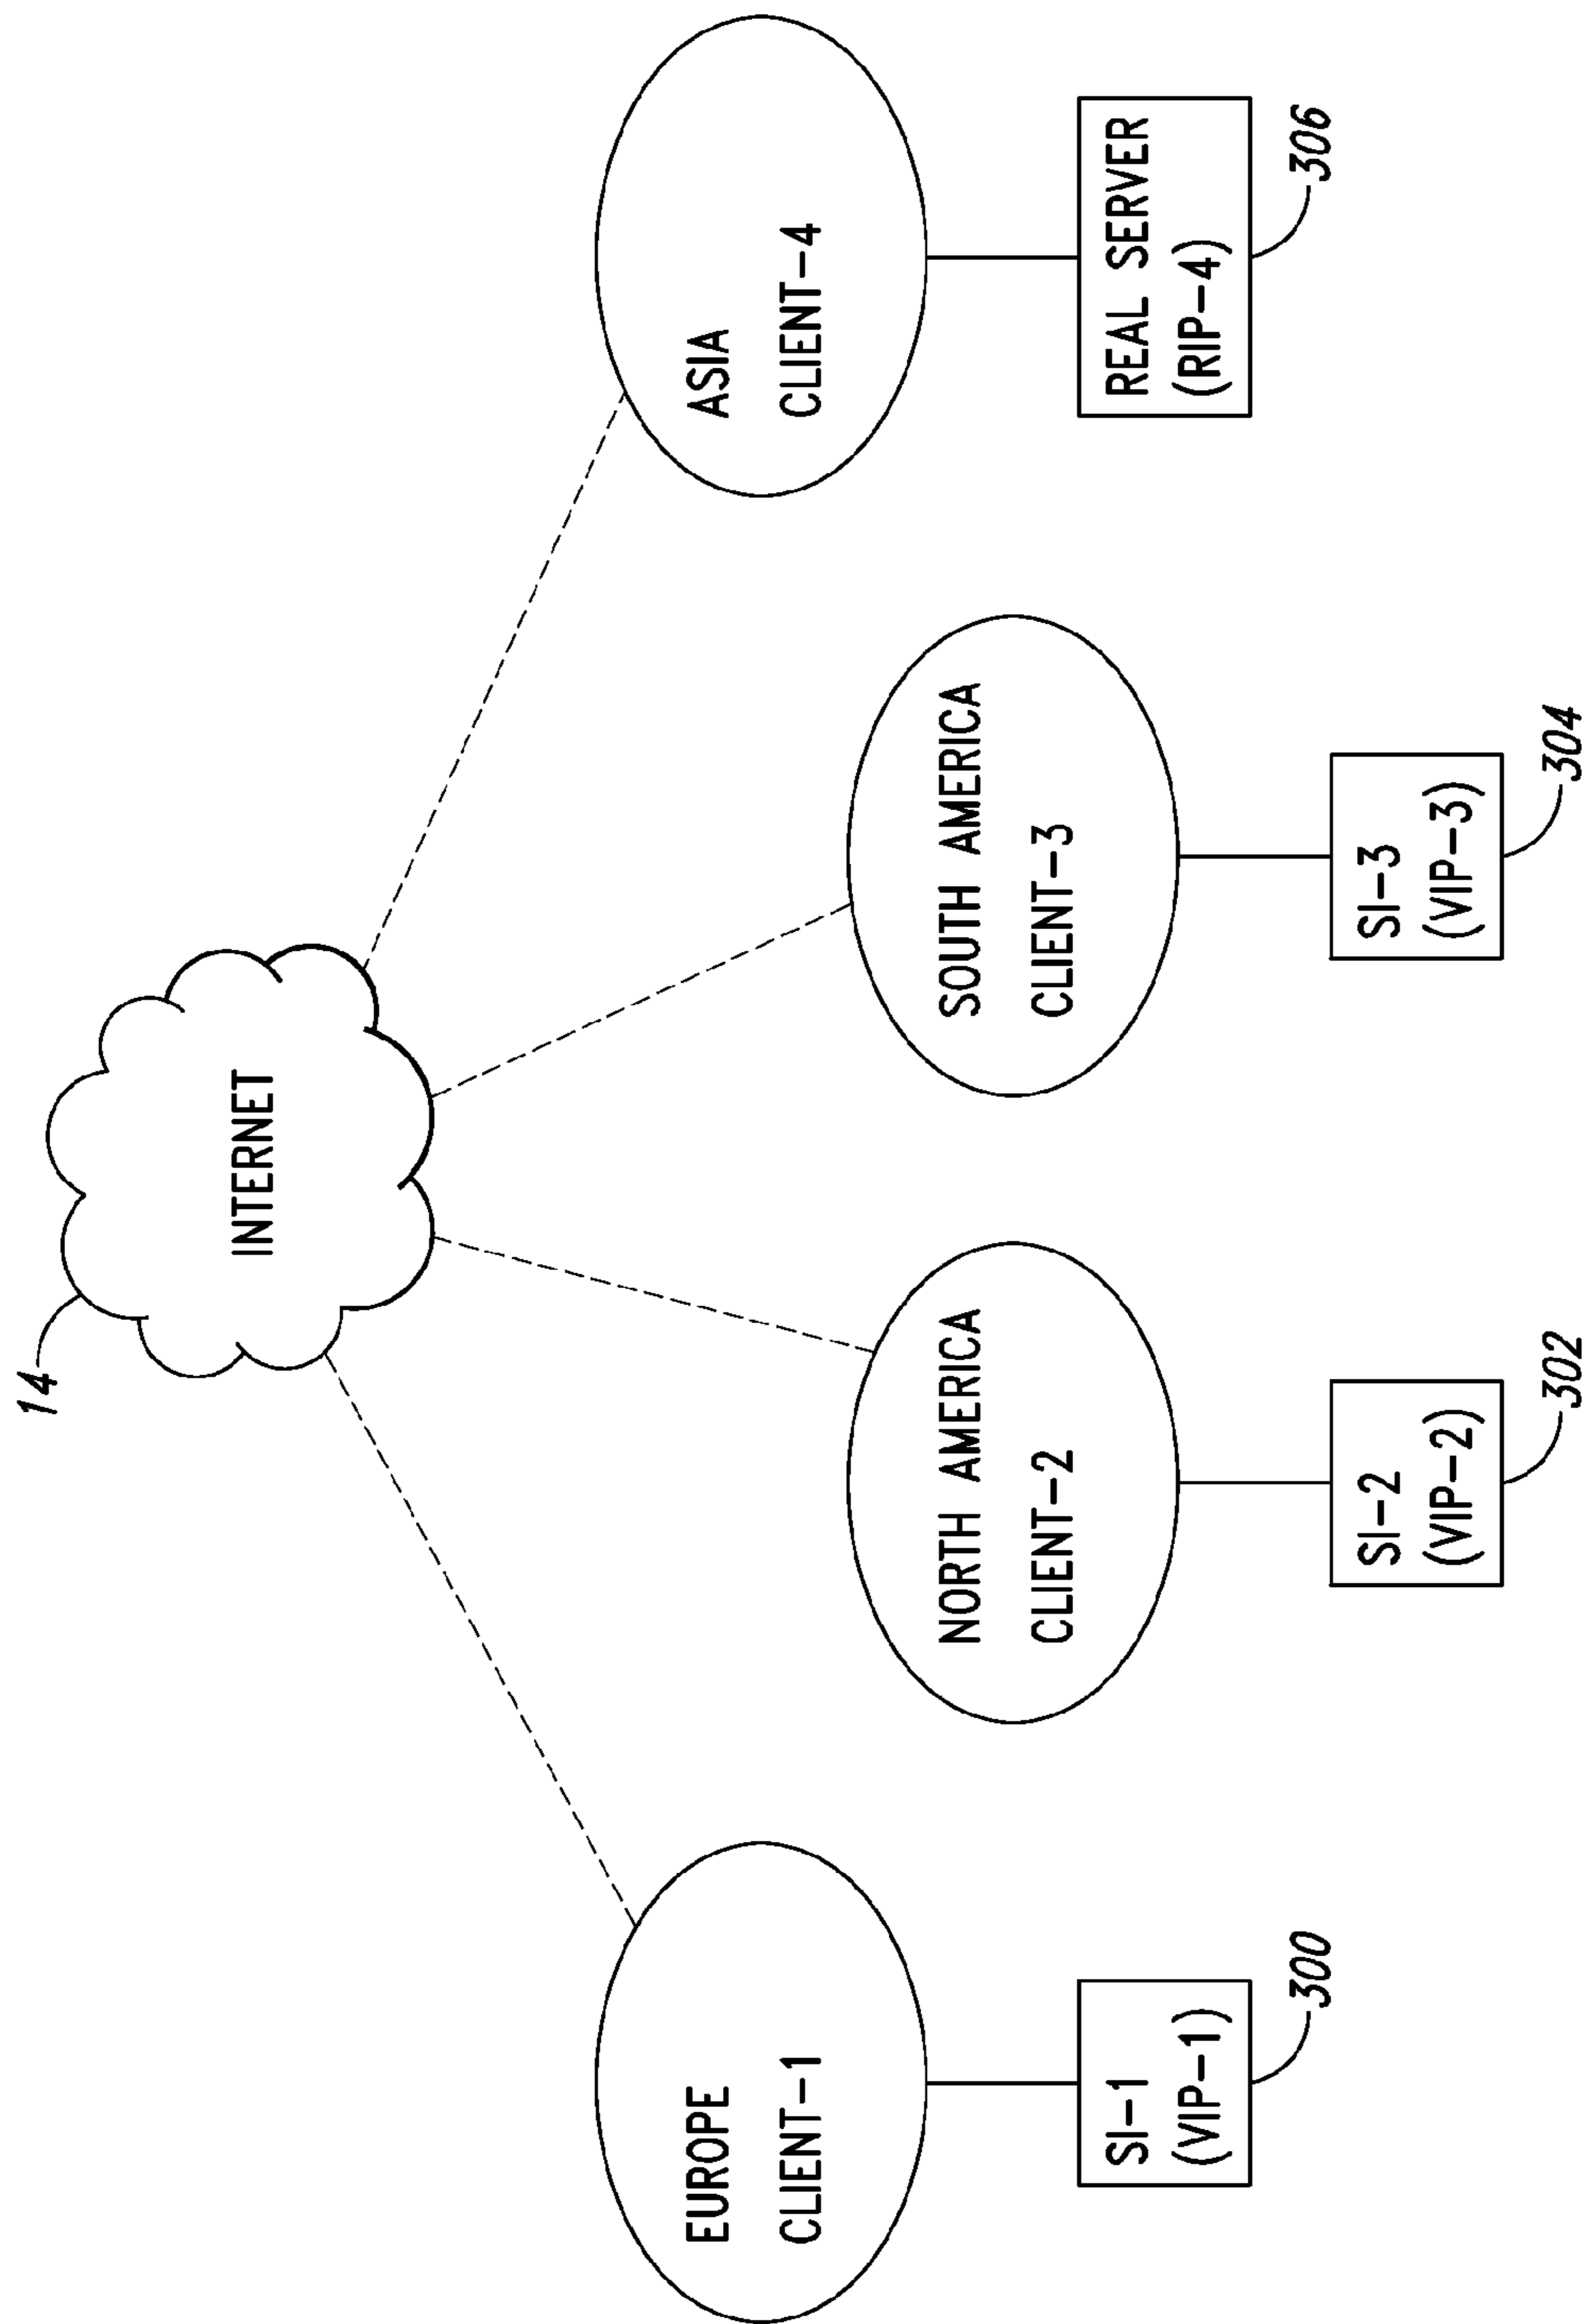 14
INTERNET
EUROPE
CLIENT-1
SI-1
(VIP-1)
300
NORTH AMERICA
CLIENT-2
SI-2
(VIP-2)
302
SOUTH AMERICA
CLIENT-3
SI-3
(VIP-3)
304
ASIA
CLIENT-4
REAL SERVER
(RIP-4)
306